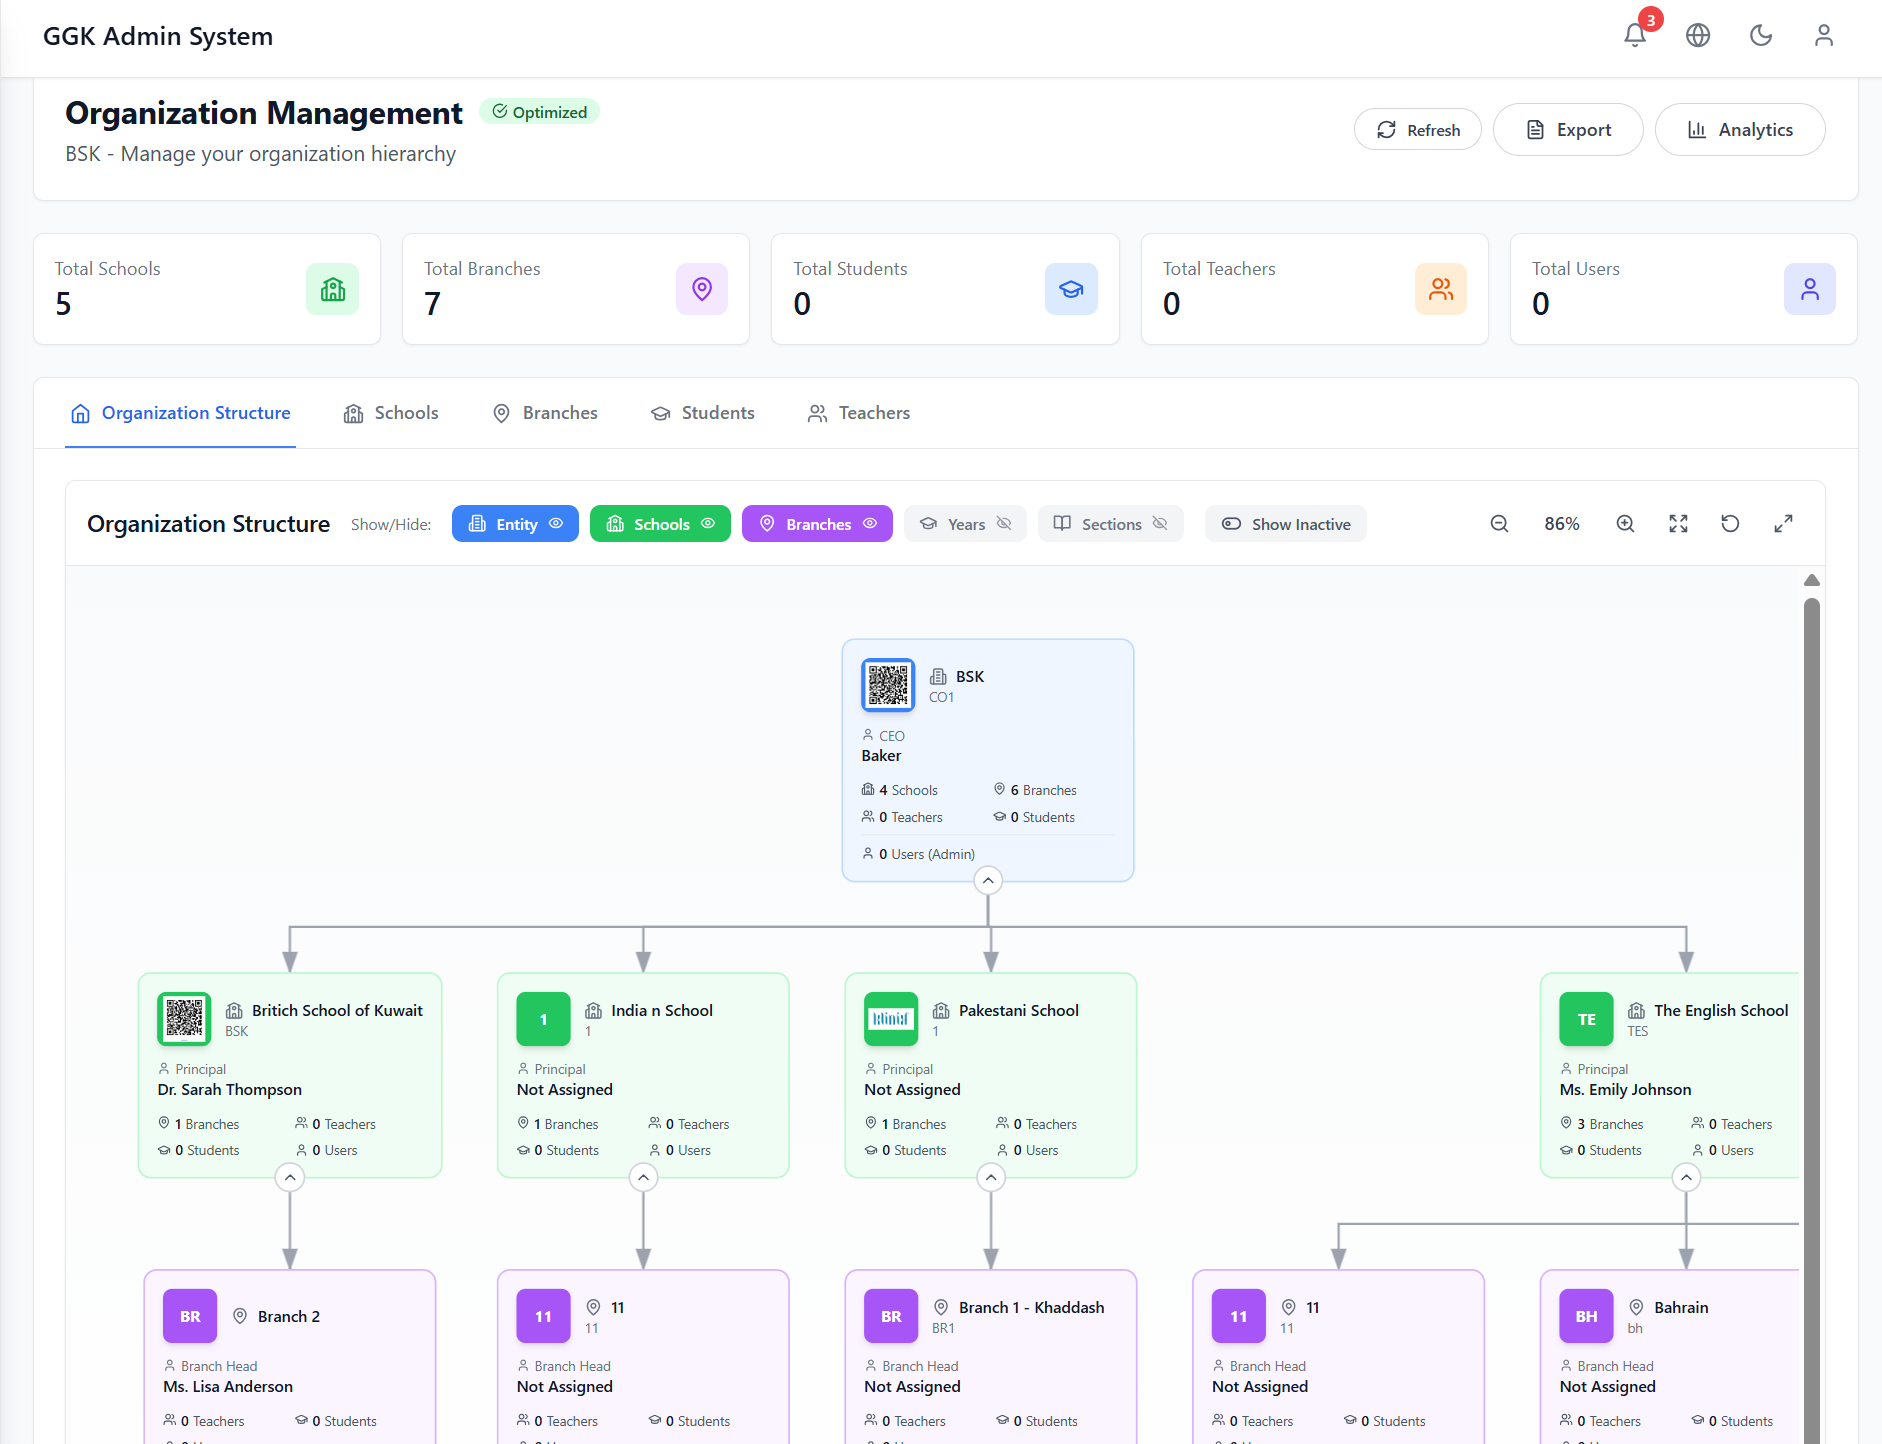 GGK Admin System
3
Organization Management
Optimized
BSK - Manage your organization hierarchy
Refresh
Export
Analytics
Total Schools
5
Total Branches
7
Total Students
0
Total Teachers
0
Total Users
0
Organization Structure
Schools
Branches
Students
Teachers
Organization Structure
Show/Hide:
Entity
Schools
Branches
Years
Sections
Show Inactive
86%
BSK
CO1
CEO
Baker
4 Schools
6 Branches
0 Teachers
0 Students
0 Users (Admin)
Britich School of Kuwait
BSK
Principal
Dr. Sarah Thompson
1 Branches
0 Teachers
0 Students
0 Users
1
India n School
1
Principal
Not Assigned
1 Branches
0 Teachers
0 Students
0 Users
Pakestani School
1
Principal
Not Assigned
1 Branches
0 Teachers
0 Students
0 Users
TE
The English School
TES
Principal
Ms. Emily Johnson
3 Branches
0 Teachers
0 Students
0 Users
BR
Branch 2
Branch Head
Ms. Lisa Anderson
0 Teachers
0 Students
11
11
11
Branch Head
Not Assigned
0 Teachers
0 Students
BR
Branch 1 - Khaddash
BR1
Branch Head
Not Assigned
0 Teachers
0 Students
11
11
11
Branch Head
Not Assigned
0 Teachers
0 Students
BH
Bahrain
bh
Branch Head
Not Assigned
0 Teachers
0 Students